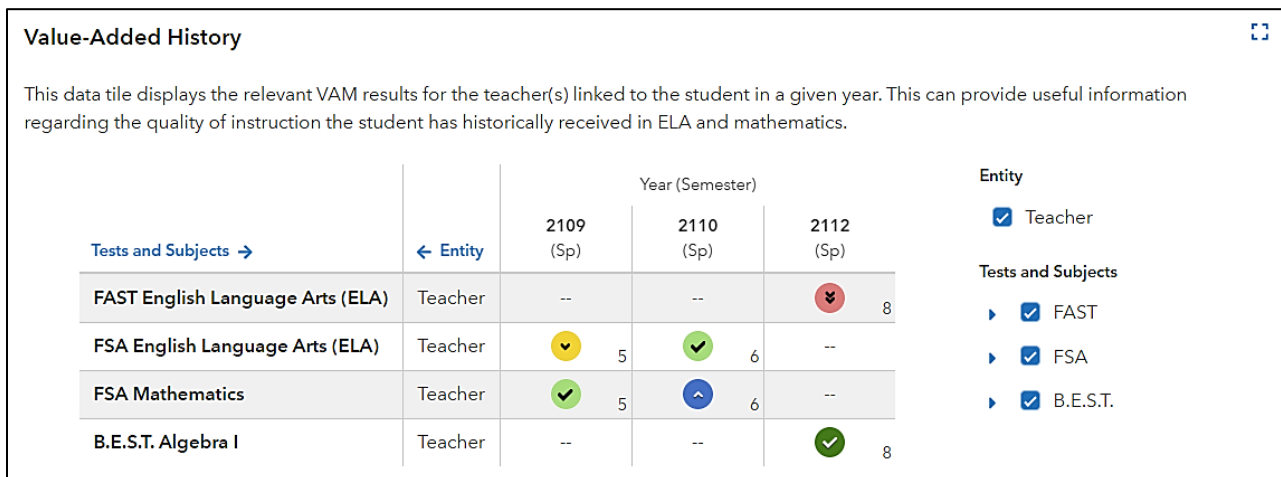 Value-Added History
This data tile displays the relevant VAM results for the teacher(s) linked to the student in a given year. This can provide useful information
regarding the quality of instruction the student has historically received in ELA and mathematics.
Year (Semester)
Tests and Subjects → ← Entity 2109 (Sp) 2110 (Sp) 2112 (Sp)
FAST English Language Arts (ELA) Teacher -- -- 8
FSA English Language Arts (ELA) Teacher 5 6 --
FSA Mathematics Teacher 5 6 --
B.E.S.T. Algebra I Teacher -- -- 8
Entity
Teacher
Tests and Subjects
FAST
FSA
B.E.S.T.